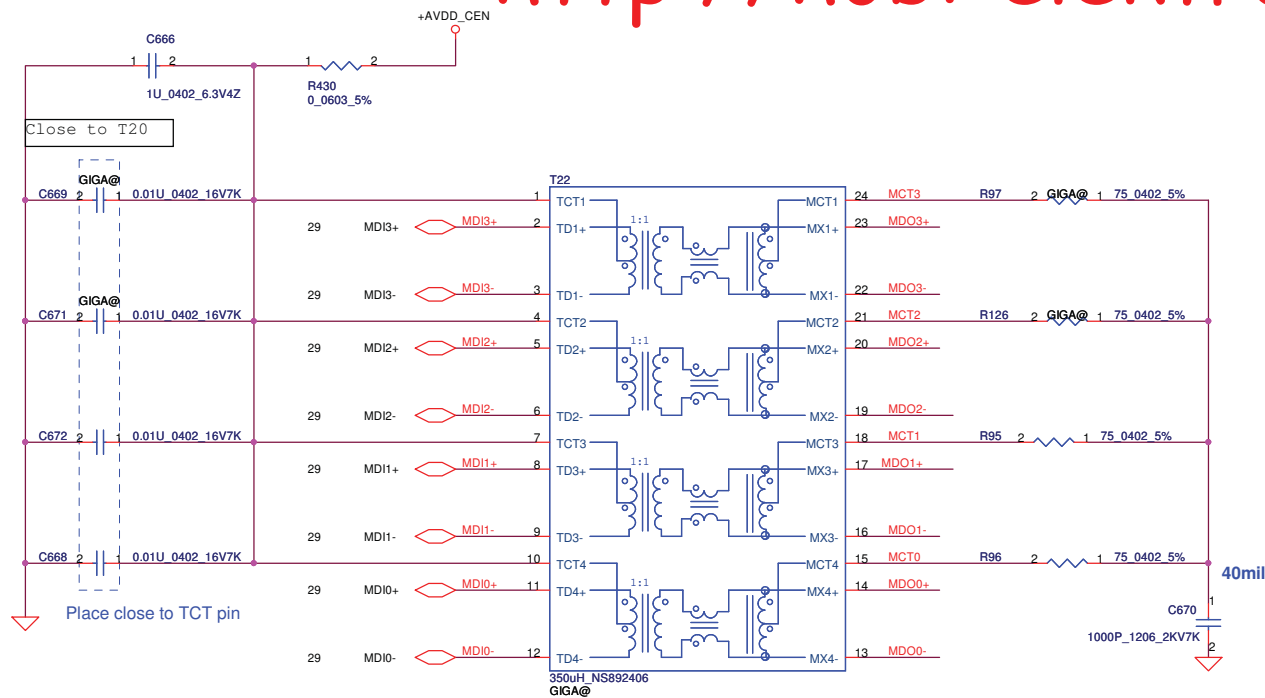 +AVDD_CEN
C666
1 2
1U_0402_6.3V4Z
1 2
R430
0_0603_5%
Close to T20
GIGA@
C669 2 1 0.01U_0402_16V7K
GIGA@
C671 2 1 0.01U_0402_16V7K
C672 2 1 0.01U_0402_16V7K
C668 2 1 0.01U_0402_16V7K
Place close to TCT pin
29 MDI3+ MDI3+
29 MDI3- MDI3-
29 MDI2+ MDI2+
29 MDI2- MDI2-
29 MDI1+ MDI1+
29 MDI1- MDI1-
29 MDI0+ MDI0+
29 MDI0- MDI0-
T22
1 TCT1 MCT1 24 MCT3 R97 2 GIGA@ 1 75_0402_5%
2 TD1+ 1:1 MX1+ 23 MDO3+
3 TD1- MX1- 22 MDO3-
4 TCT2 MCT2 21 MCT2 R126 2 GIGA@ 1 75_0402_5%
5 TD2+ 1:1 MX2+ 20 MDO2+
6 TD2- MX2- 19 MDO2-
7 TCT3 MCT3 18 MCT1 R95 2 1 75_0402_5%
8 TD3+ 1:1 MX3+ 17 MDO1+
9 TD3- MX3- 16 MDO1-
10 TCT4 MCT4 15 MCT0 R96 2 1 75_0402_5%
11 TD4+ 1:1 MX4+ 14 MDO0+
12 TD4- MX4- 13 MDO0-
350uH_NS892406
GIGA@
40mil
1
C670
1000P_1206_2KV7K
2